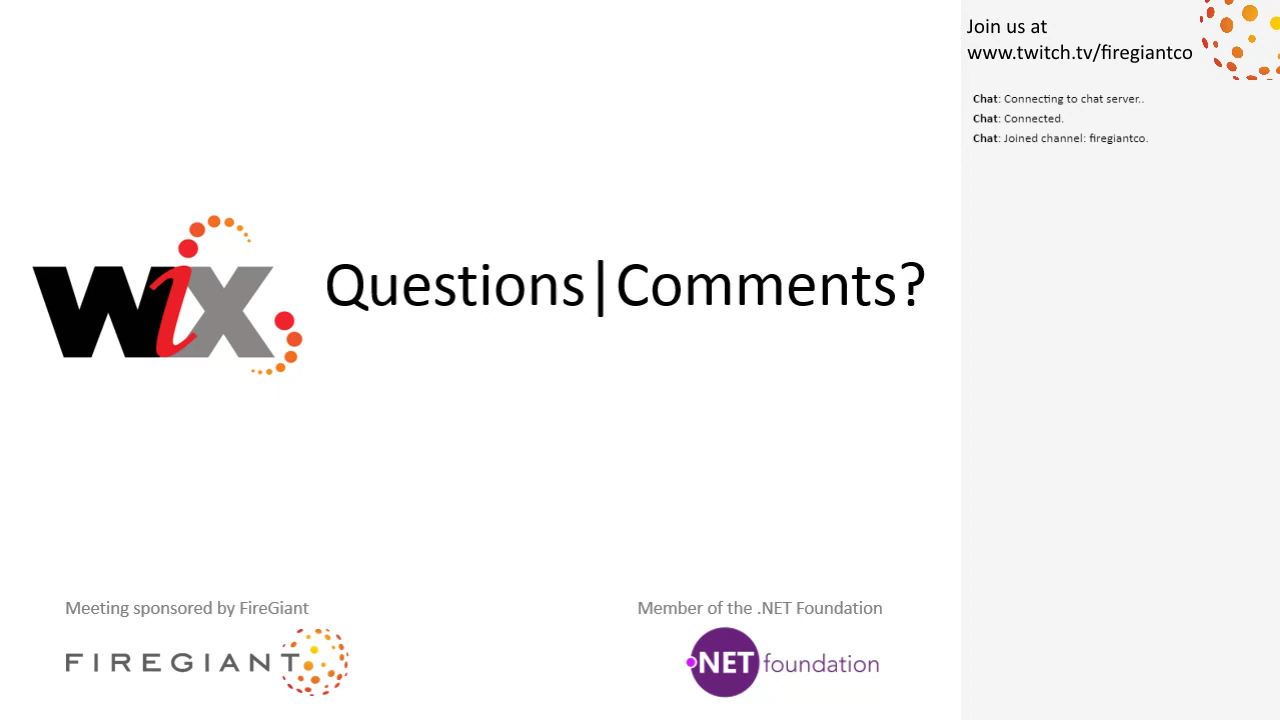 Join us at
www.twitch.tv/firegiantco
Chat: Connecting to chat server..
Chat: Connected.
Chat: Joined channel: firegiantco.
WiX
Questions|Comments?
Meeting sponsored by FireGiant
FIREGIANT
Member of the .NET Foundation
.NET foundation